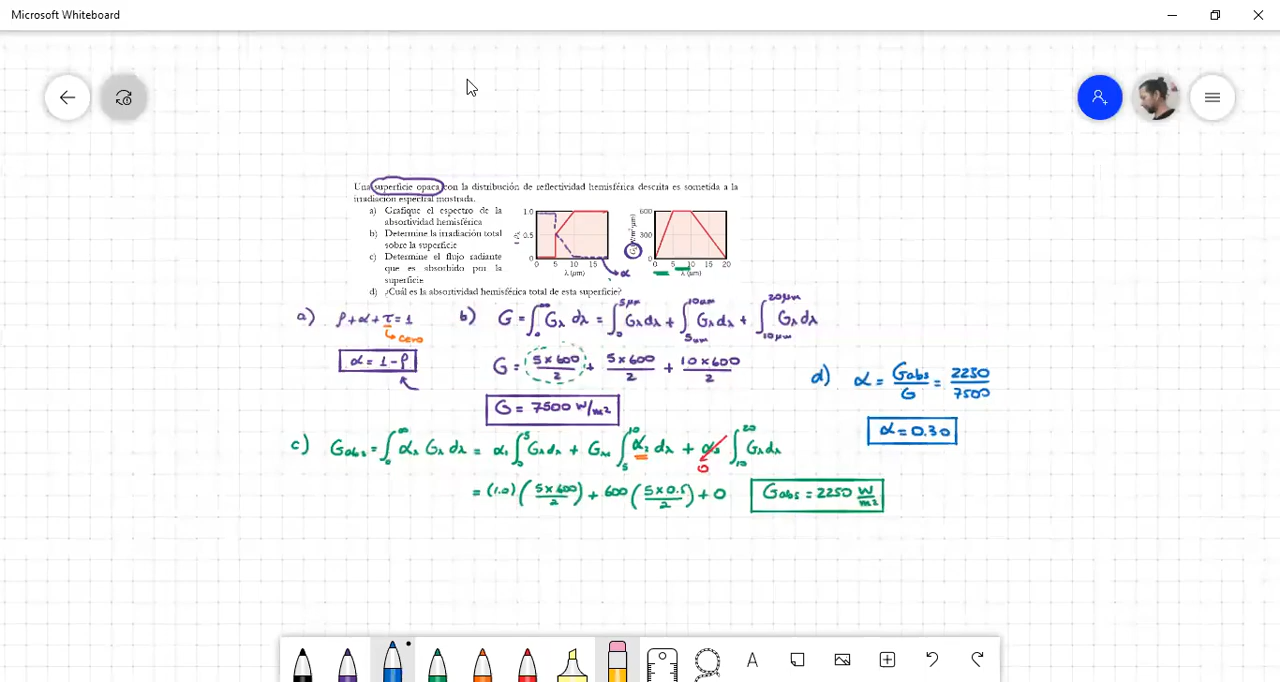 Microsoft Whiteboard
Una superficie opaca con la distribución de reflectividad hemisférica descrita es sometida a la
irradiación espectral mostrada.
a) Grafique el espectro de la
absortividad hemisférica
b) Determine la irradiación total
sobre la superficie
c) Determine el flujo radiante
que es absorbido por la
superficie
d) ¿Cuál es la absortividad hemisférica total de esta superficie?
1.0
0.5
0
0 5 10 15
λ (μm)
α
600
300
0
0 5 10 15 20
λ (μm)
a) ρ + α + τ = 1
cero
α = 1 - ρ
b) G = ∫₀^∞ Gλ dλ = ∫₀^5μm Gλ dλ + ∫_5μm^10μm Gλ dλ + ∫_10μm^20μm Gλ dλ
G = 5 x 600 / 2 + 5 x 600 / 2 + 10 x 600 / 2
G = 7500 W/m²
c) Gabs = ∫₀^∞ αλ Gλ dλ = α₁ ∫₀^5 Gλ dλ + Gλ₁ ∫₅^10 α₂ dλ + α₃ ∫₁₀^20 Gλ dλ
0
= (1.0) (5 x 600 / 2) + 600 (5 x 0.5 / 2) + 0
Gabs = 2250 W/m²
d) α = Gabs / G = 2250 / 7500
α = 0.30
A